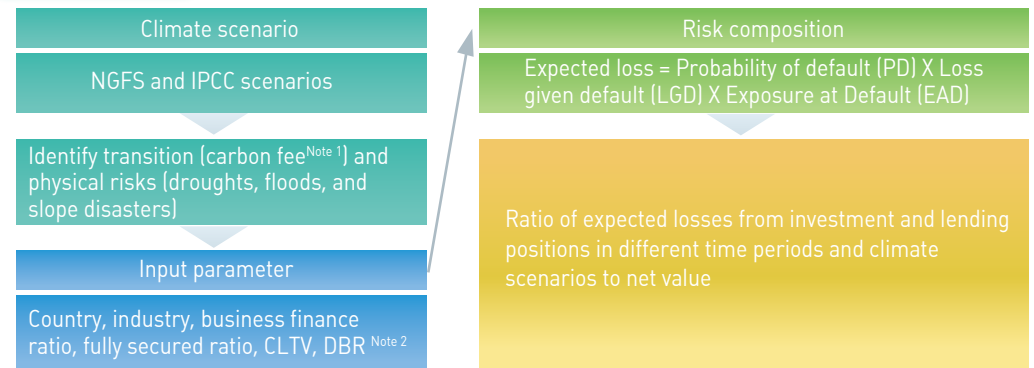 Climate scenario
NGFS and IPCC scenarios
Identify transition (carbon fee Note 1) and
physical risks (droughts, floods, and
slope disasters)
Input parameter
Country, industry, business finance
ratio, fully secured ratio, CLTV, DBR Note 2
Risk composition
Expected loss = Probability of default (PD) X Loss
given default (LGD) X Exposure at Default (EAD)
Ratio of expected losses from investment and lending
positions in different time periods and climate
scenarios to net value